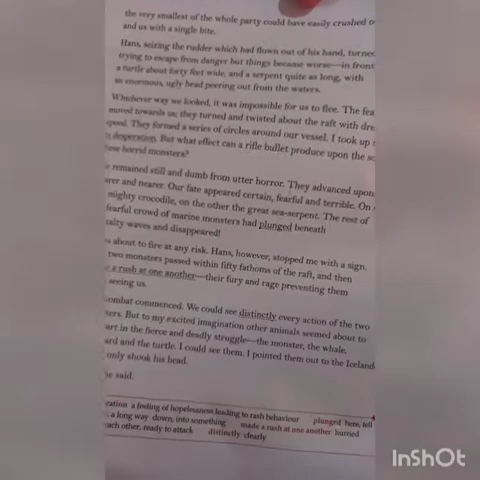 the very smallest of the whole party could have easily crushed
and us with a single bite.
Hans, seizing the rudder which had flown out of his hand, turned
trying to escape from danger but things became worse—in front
a turtle about forty feet wide, and a serpent quite as long, with
an enormous, ugly head peering out from the waters.
Whichever way we looked, it was impossible for us to flee. The
moved towards us; they turned and twisted about the raft with
speed. They formed a series of circles around our vessel. I took up
desperation. But what effect can a rifle bullet produce upon the
horrid monsters?
remained still and dumb from utter horror. They advanced upon
and nearer. Our fate appeared certain, fearful and terrible. On
mighty crocodile, on the other the great sea-serpent. The rest of
fearful crowd of marine monsters had plunged beneath
salty waves and disappeared!
about to fire at any risk. Hans, however, stopped me with a sign.
two monsters passed within fifty fathoms of the raft, and then
a rush at one another—their fury and rage preventing them
seeing us.
combat commenced. We could see distinctly every action of the two
But to my excited imagination other animals seemed about to
in the fierce and deadly struggle—the monster, the whale,
and the turtle. I could see them. I pointed them out to the
only shook his head.
said.
a feeling of hopelessness leading to rash behaviour plunged here, fell
a long way down, into something made a rush at one another hurried
each other, ready to attack distinctly clearly
InShOt